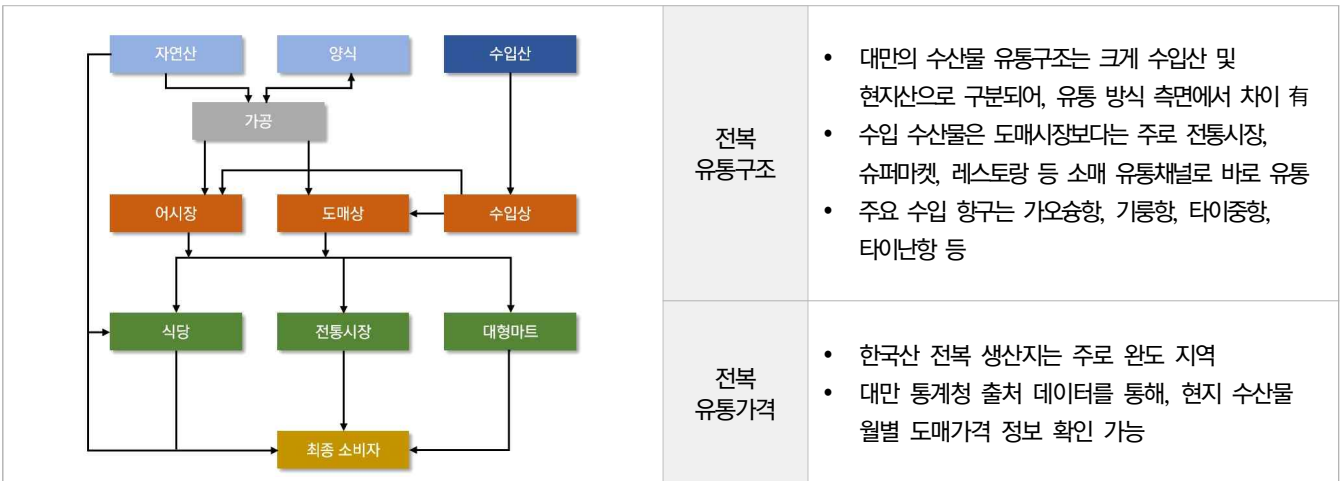 자연산
양식
수입산
가공
어시장
도매상
수입상
식당
전통시장
대형마트
최종 소비자
전복
유통구조
• 대만의 수산물 유통구조는 크게 수입산 및
현지산으로 구분되어, 유통 방식 측면에서 차이 有
• 수입 수산물은 도매시장보다는 주로 전통시장,
슈퍼마켓, 레스토랑 등 소매 유통채널로 바로 유통
• 주요 수입 항구는 가오슝항, 기룽항, 타이중항,
타이난항 등
전복
유통가격
• 한국산 전복 생산지는 주로 완도 지역
• 대만 통계청 출처 데이터를 통해, 현지 수산물
월별 도매가격 정보 확인 가능